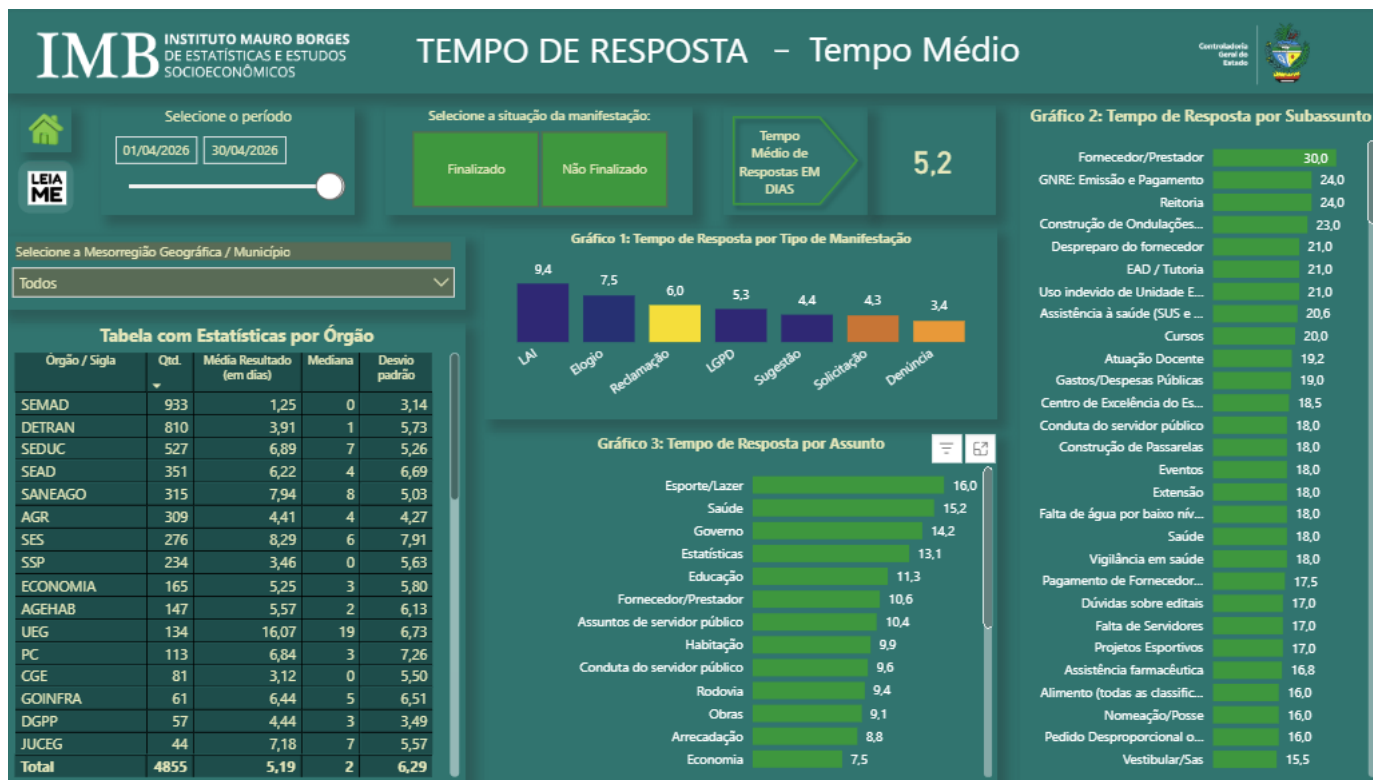 IMB INSTITUTO MAURO BORGES
DE ESTATÍSTICAS E ESTUDOS
SOCIOECONÔMICOS
TEMPO DE RESPOSTA – Tempo Médio
Controladoria
Geral do
Estado
LEIA
ME
Selecione o período
01/04/2026 30/04/2026
Selecione a situação da manifestação:
Finalizado Não Finalizado
Tempo
Médio de
Respostas EM
DIAS
5,2
Selecione a Mesorregião Geográfica / Município
Todos
Tabela com Estatísticas por Órgão
Órgão / Sigla Qtd. Média Resultado (em dias) Mediana Desvio padrão
SEMAD 933 1,25 0 3,14
DETRAN 810 3,91 1 5,73
SEDUC 527 6,89 7 5,26
SEAD 351 6,22 4 6,69
SANEAGO 315 7,94 8 5,03
AGR 309 4,41 4 4,27
SES 276 8,29 6 7,91
SSP 234 3,46 0 5,63
ECONOMIA 165 5,25 3 5,80
AGEHAB 147 5,57 2 6,13
UEG 134 16,07 19 6,73
PC 113 6,84 3 7,26
CGE 81 3,12 0 5,50
GOINFRA 61 6,44 5 6,51
DGPP 57 4,44 3 3,49
JUCEG 44 7,18 7 5,57
Total 4855 5,19 2 6,29
Gráfico 1: Tempo de Resposta por Tipo de Manifestação
9,4 7,5 6,0 5,3 4,4 4,3 3,4
LAI Elogio Reclamação LGPD Sugestão Solicitação Denúncia
Gráfico 3: Tempo de Resposta por Assunto
Esporte/Lazer 16,0
Saúde 15,2
Governo 14,2
Estatísticas 13,1
Educação 11,3
Fornecedor/Prestador 10,6
Assuntos de servidor público 10,4
Habitação 9,9
Conduta do servidor público 9,6
Rodovia 9,4
Obras 9,1
Arrecadação 8,8
Economia 7,5
Gráfico 2: Tempo de Resposta por Subassunto
Fornecedor/Prestador 30,0
GNRE: Emissão e Pagamento 24,0
Reitoria 24,0
Construção de Ondulações... 23,0
Despreparo do fornecedor 21,0
EAD / Tutoria 21,0
Uso indevido de Unidade E... 21,0
Assistência à saúde (SUS e ... 20,6
Cursos 20,0
Atuação Docente 19,2
Gastos/Despesas Públicas 19,0
Centro de Excelência do Es... 18,5
Conduta do servidor público 18,0
Construção de Passarelas 18,0
Eventos 18,0
Extensão 18,0
Falta de água por baixo nív... 18,0
Saúde 18,0
Vigilância em saúde 18,0
Pagamento de Fornecedor... 17,5
Dúvidas sobre editais 17,0
Falta de Servidores 17,0
Projetos Esportivos 17,0
Assistência farmacêutica 16,8
Alimento (todas as classific... 16,0
Nomeação/Posse 16,0
Pedido Desproporcional o... 16,0
Vestibular/Sas 15,5